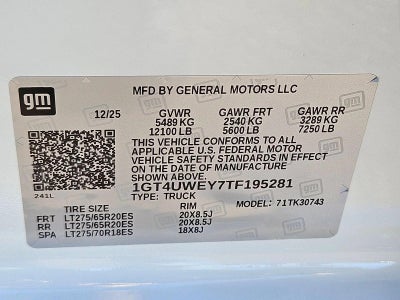 gm
MFD BY GENERAL MOTORS LLC
12/25 GVWR GAWR FRT GAWR RR
5489 KG 2540 KG 3289 KG
12100 LB 5600 LB 7250 LB
THIS VEHICLE CONFORMS TO ALL
APPLICABLE U.S. FEDERAL MOTOR
VEHICLE SAFETY STANDARDS IN EFFECT
ON THE DATE OF MANUFACTURE
SHOWN ABOVE.
1GT4UWEY7TF195281
241L TYPE: TRUCK MODEL: 71TK30743
TIRE SIZE RIM
FRT LT275/65R20ES 20X8.5J
RR LT275/65R20ES 20X8.5J
SPA LT275/70R18ES 18X8J